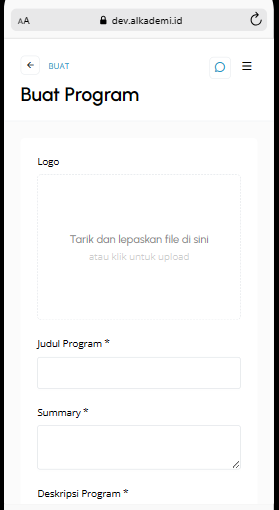 AA dev.alkademi.id
BUAT
Buat Program
Logo
Tarik dan lepaskan file di sini
atau klik untuk upload
Judul Program *
Summary *
Deskripsi Program *